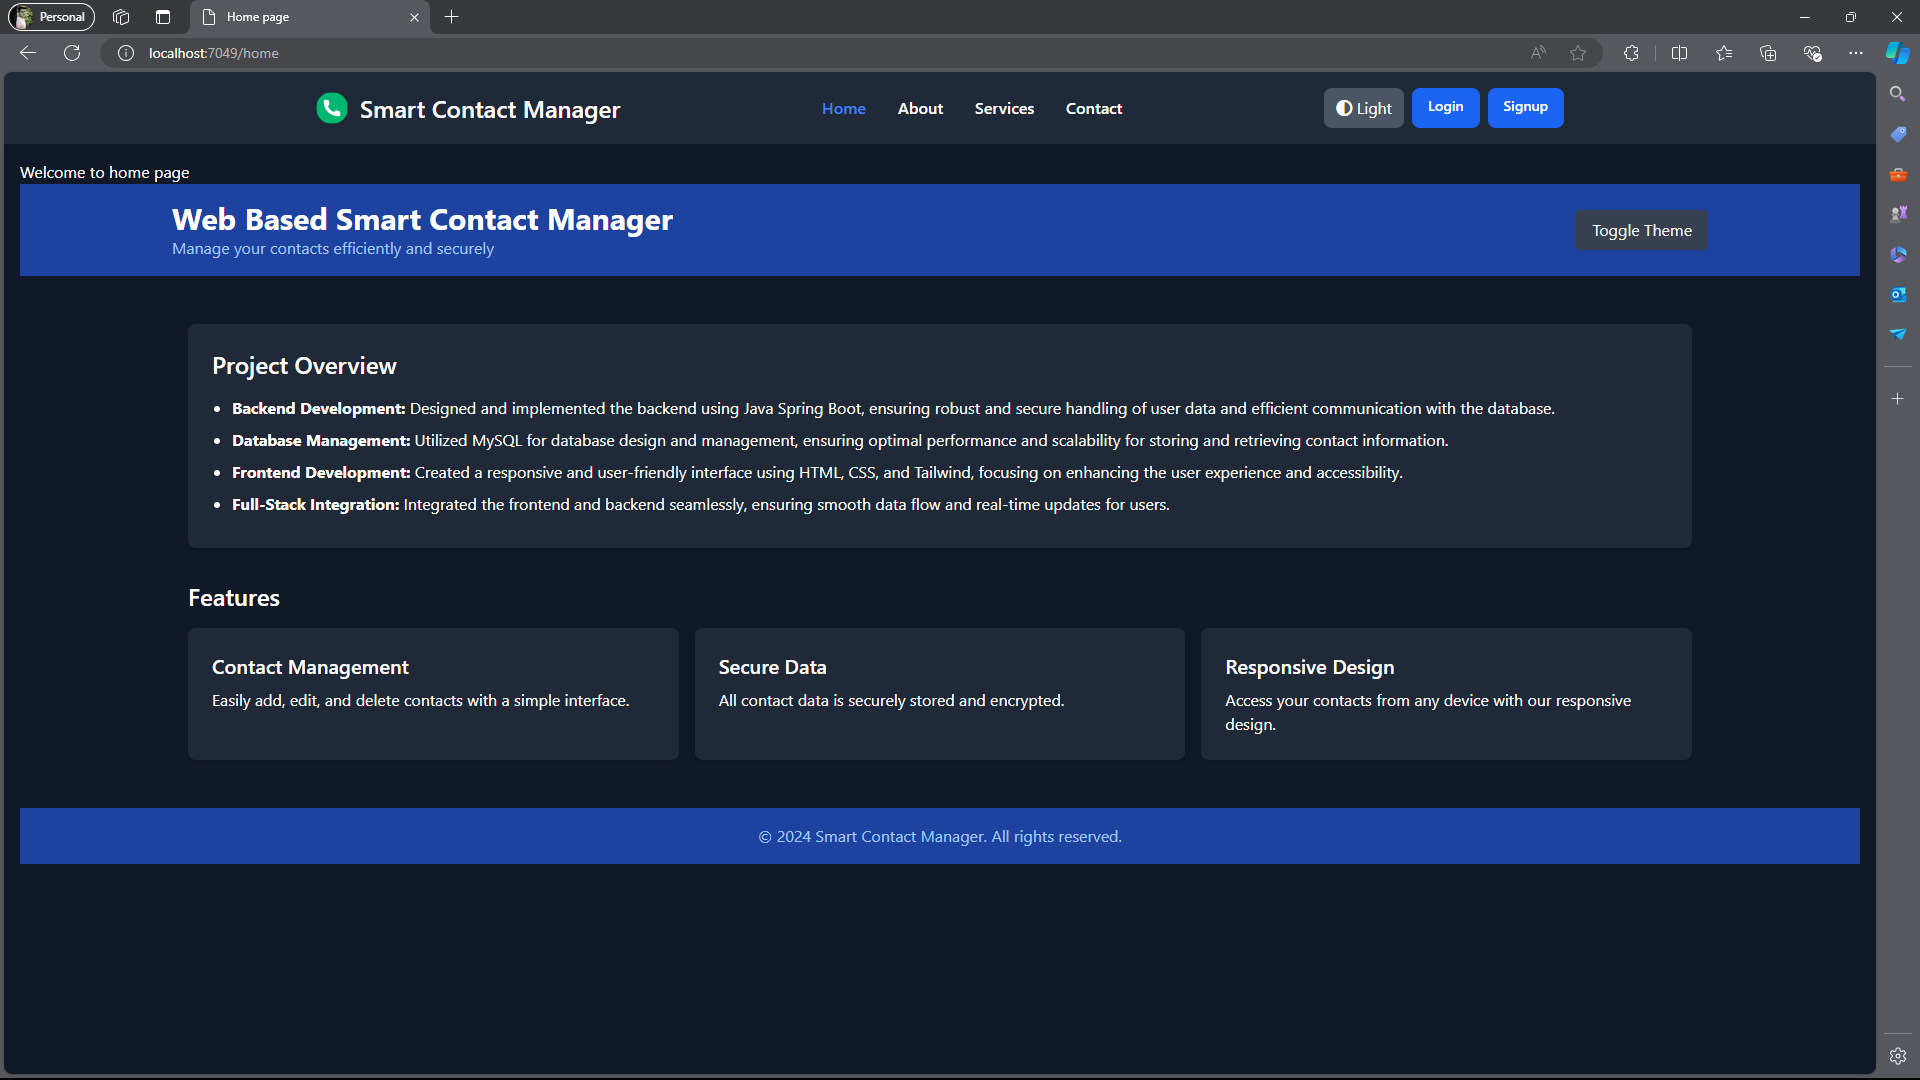 Personal
Home page
localhost:7049/home
Smart Contact Manager
Home
About
Services
Contact
Light
Login
Signup
Welcome to home page
Web Based Smart Contact Manager
Manage your contacts efficiently and securely
Toggle Theme
Project Overview
• Backend Development: Designed and implemented the backend using Java Spring Boot, ensuring robust and secure handling of user data and efficient communication with the database.
• Database Management: Utilized MySQL for database design and management, ensuring optimal performance and scalability for storing and retrieving contact information.
• Frontend Development: Created a responsive and user-friendly interface using HTML, CSS, and Tailwind, focusing on enhancing the user experience and accessibility.
• Full-Stack Integration: Integrated the frontend and backend seamlessly, ensuring smooth data flow and real-time updates for users.
Features
Contact Management
Easily add, edit, and delete contacts with a simple interface.
Secure Data
All contact data is securely stored and encrypted.
Responsive Design
Access your contacts from any device with our responsive
design.
© 2024 Smart Contact Manager. All rights reserved.